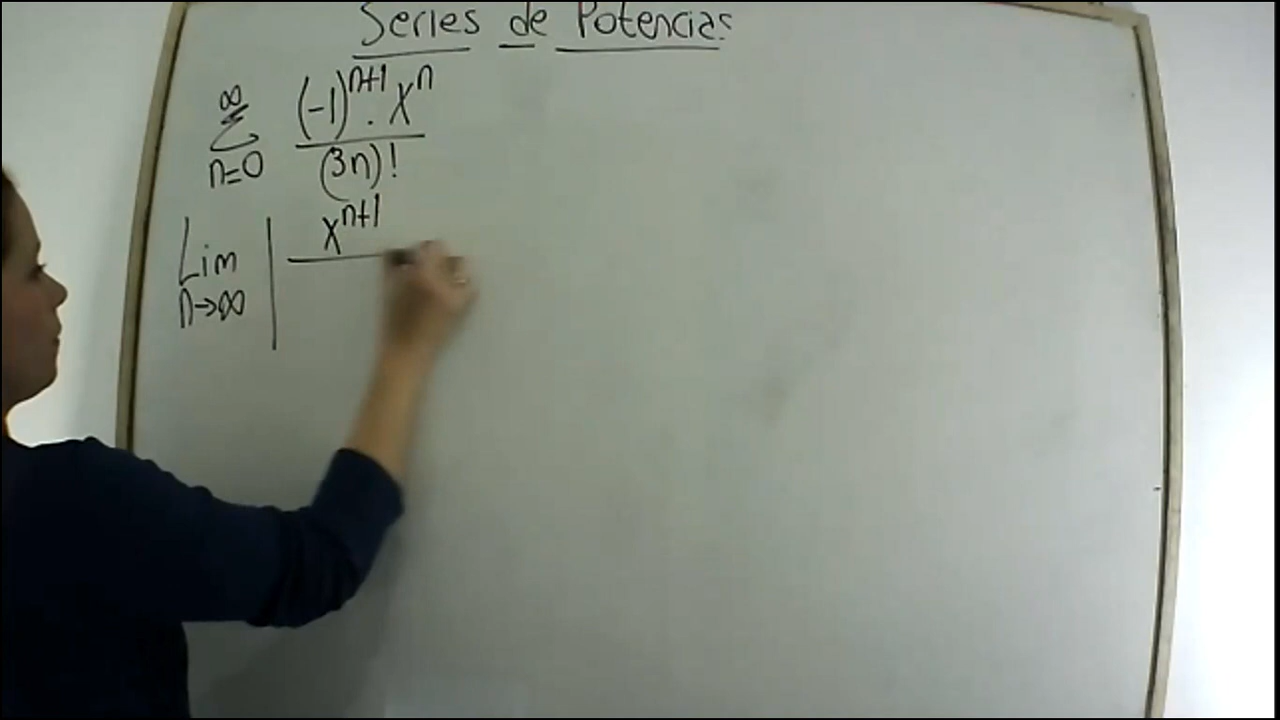 Series de Potencias
∞ (-1)^{n+1} . x^n
Σ ―――――――
n=0 (3n)!
Lim | x^{n+1}
n→∞ | ―――